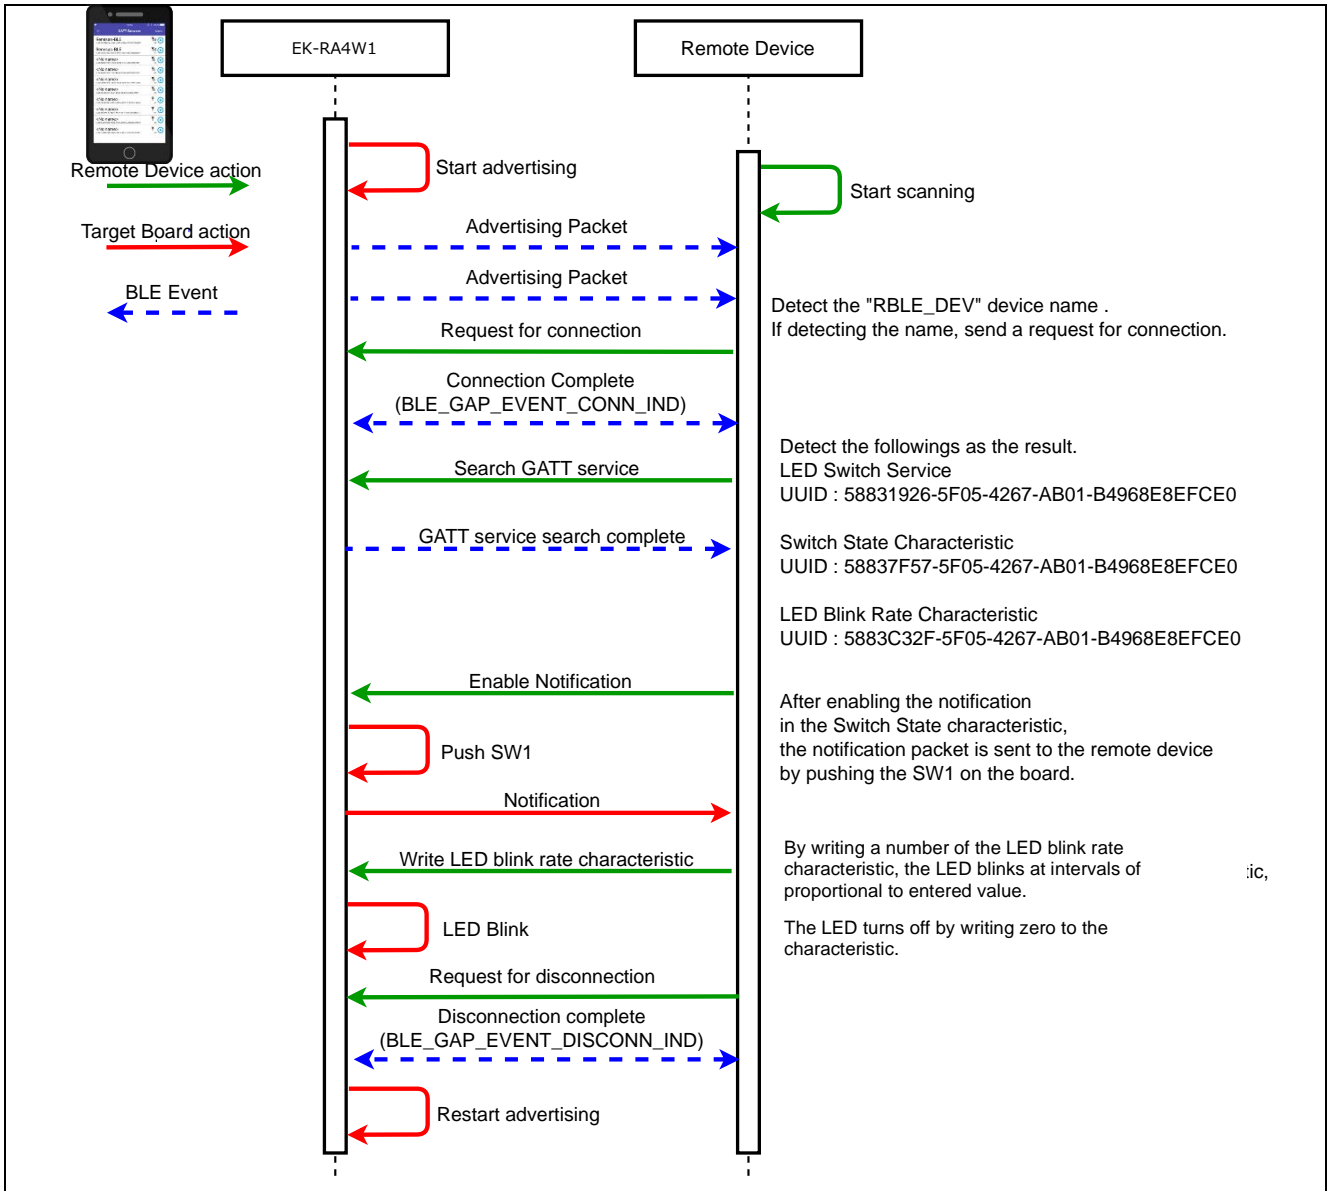 EK-RA4W1
Remote Device
Remote Device action
Target Board action
BLE Event
Start advertising
Start scanning
Advertising Packet
Advertising Packet
Detect the "RBLE_DEV" device name .
If detecting the name, send a request for connection.
Request for connection
Connection Complete
(BLE_GAP_EVENT_CONN_IND)
Detect the followings as the result.
LED Switch Service
UUID : 58831926-5F05-4267-AB01-B4968E8EFCE0
Search GATT service
GATT service search complete
Switch State Characteristic
UUID : 58837F57-5F05-4267-AB01-B4968E8EFCE0
LED Blink Rate Characteristic
UUID : 5883C32F-5F05-4267-AB01-B4968E8EFCE0
Enable Notification
After enabling the notification
in the Switch State characteristic,
the notification packet is sent to the remote device
by pushing the SW1 on the board.
Push SW1
Notification
Write LED blink rate characteristic
By writing a number of the LED blink rate
characteristic, the LED blinks at intervals of
tic,
proportional to entered value.
The LED turns off by writing zero to the
characteristic.
LED Blink
Request for disconnection
Disconnection complete
(BLE_GAP_EVENT_DISCONN_IND)
Restart advertising